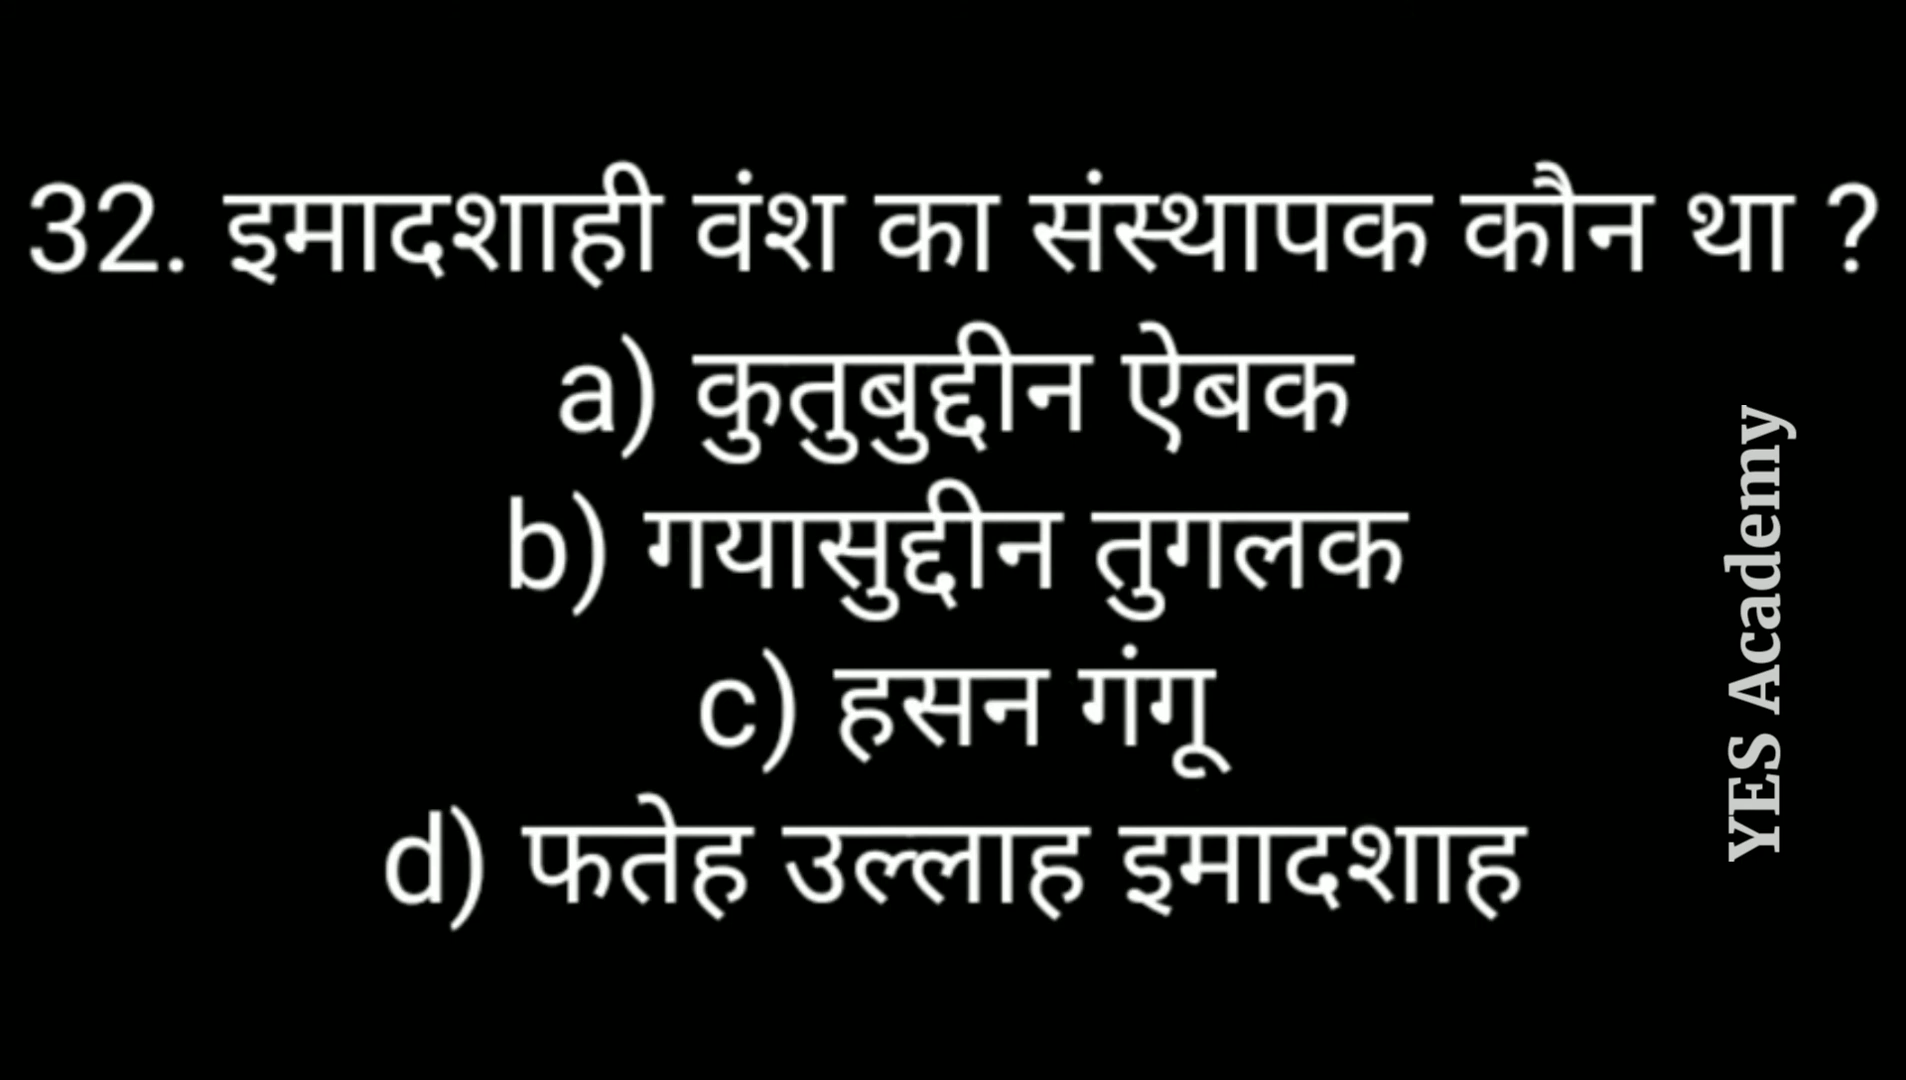 32. इमादशाही वंश का संस्थापक कौन था ?
a) कुतुबुद्दीन ऐबक
b) गयासुद्दीन तुगलक
c) हसन गंगू
d) फतेह उल्लाह इमादशाह
YES Academy